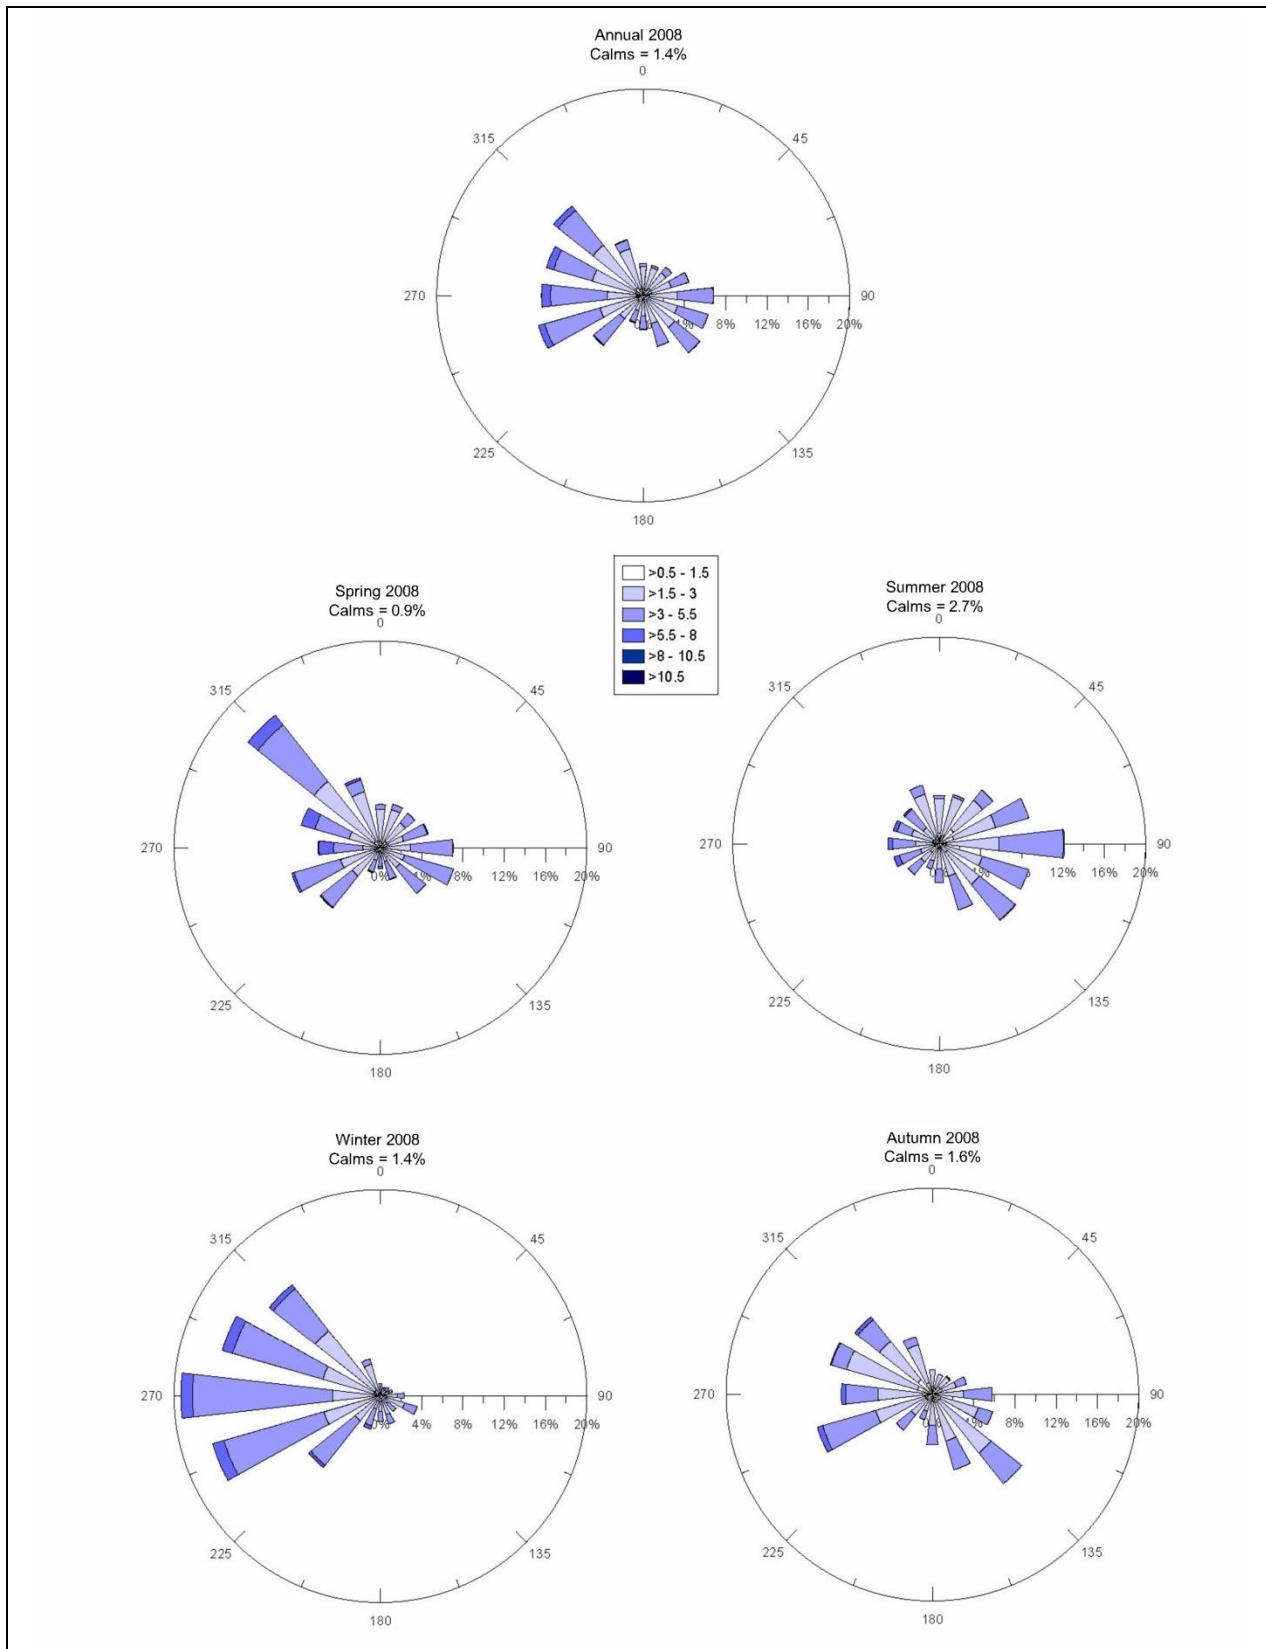 Annual 2008
Calms = 1.4%
0
315
45
270
90
8% 12% 16% 20%
225
135
180
>0.5 - 1.5
>1.5 - 3
>3 - 5.5
>5.5 - 8
>8 - 10.5
>10.5
Spring 2008
Calms = 0.9%
0
315
45
270
90
0% 8% 12% 16% 20%
225
135
180
Summer 2008
Calms = 2.7%
0
315
45
270
90
12% 16% 20%
225
135
180
Winter 2008
Calms = 1.4%
0
315
45
270
90
0% 4% 8% 12% 16% 20%
225
135
180
Autumn 2008
Calms = 1.6%
0
315
45
270
90
8% 12% 16% 20%
225
135
180